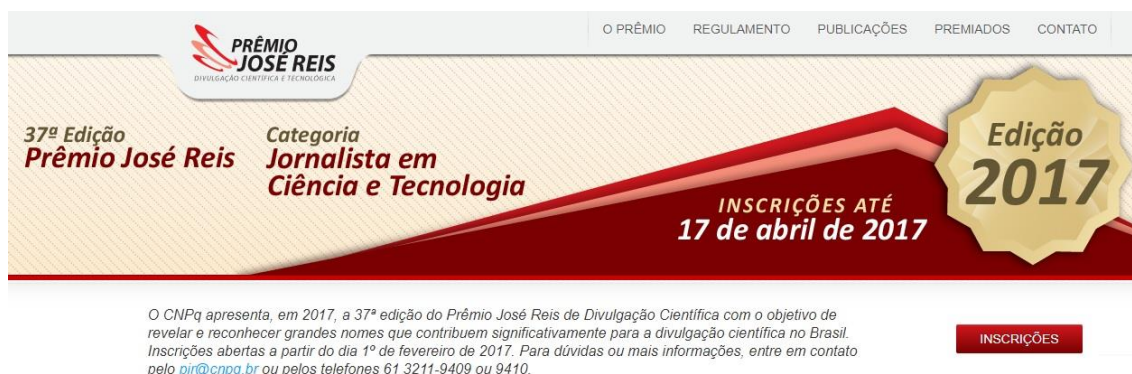 O PRÊMIO REGULAMENTO PUBLICAÇÕES PREMIADOS CONTATO
PRÊMIO
JOSÉ REIS
DIVULGAÇÃO CIENTÍFICA E TECNOLÓGICA
37ª Edição
Prêmio José Reis
Categoria
Jornalista em
Ciência e Tecnologia
INSCRIÇÕES ATÉ
17 de abril de 2017
Edição
2017
O CNPq apresenta, em 2017, a 37ª edição do Prêmio José Reis de Divulgação Científica com o objetivo de
revelar e reconhecer grandes nomes que contribuem significativamente para a divulgação científica no Brasil.
Inscrições abertas a partir do dia 1º de fevereiro de 2017. Para dúvidas ou mais informações, entre em contato
pelo pjr@cnpq.br ou pelos telefones 61 3211-9409 ou 9410.
INSCRIÇÕES